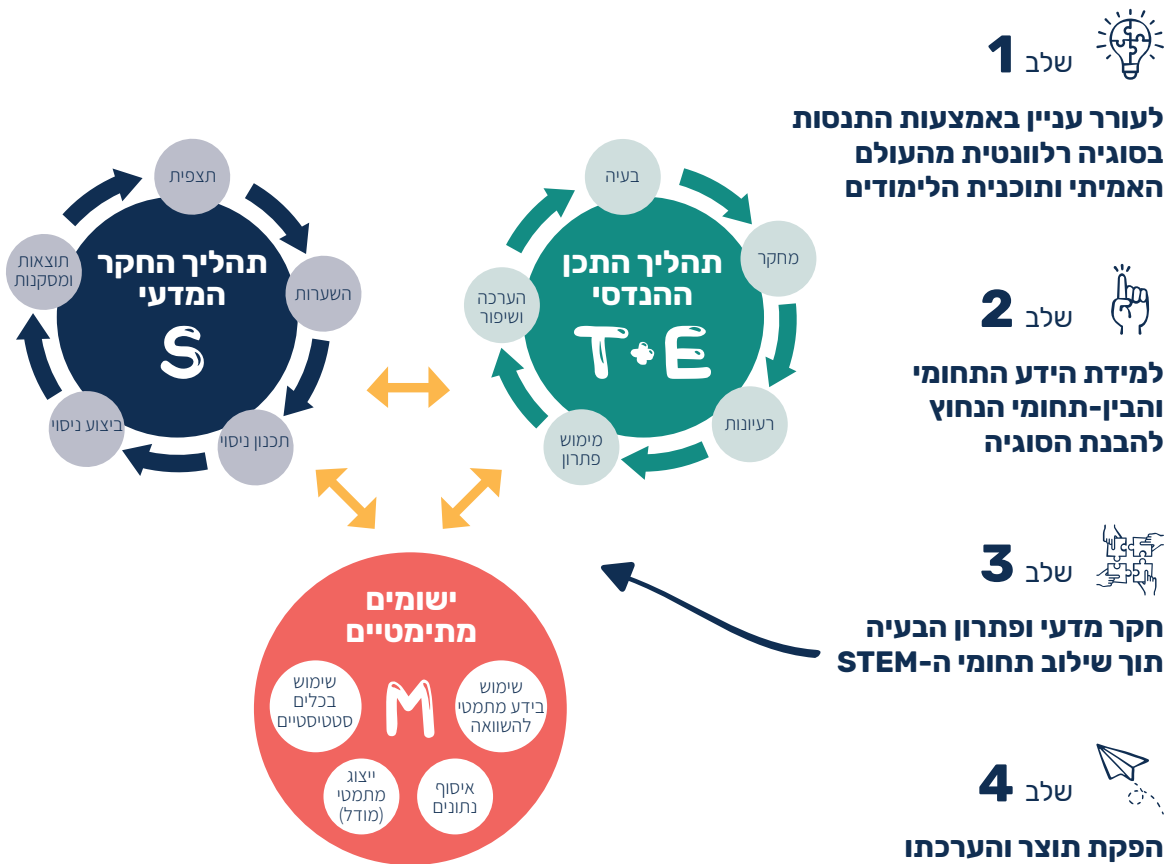 שלב 1
לעורר עניין באמצעות התנסות
בסוגיה רלוונטית מהעולם
האמיתי ותוכנית הלימודים
שלב 2
למידת הידע התחומי
והבין-תחומי הנחוץ
להבנת הסוגיה
שלב 3
חקר מדעי ופתרון הבעיה
תוך שילוב תחומי ה-STEM
שלב 4
הפקת תוצר והערכתו
תהליך התכן
ההנדסי
T+E
בעיה
מחקר
רעיונות
מימוש
פתרון
הערכה
ושיפור
תהליך החקר
המדעי
S
תצפית
השערות
תכנון ניסוי
ביצוע ניסוי
תוצאות
ומסקנות
ישומים
מתימטיים
M
שימוש
בידע מתמטי
להשוואה
איסוף
נתונים
ייצוג
מתמטי
(מודל)
שימוש
בכלים
סטטיסטיים